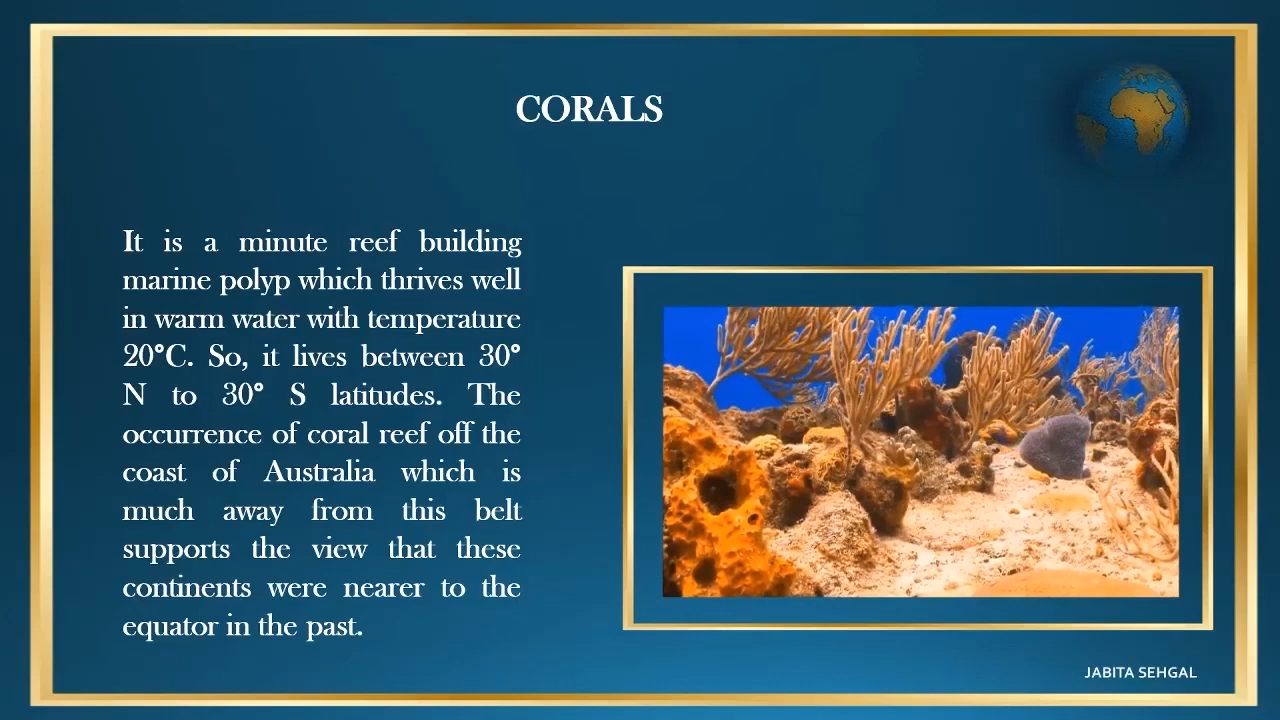 CORALS
It is a minute reef building
marine polyp which thrives well
in warm water with temperature
20°C. So, it lives between 30°
N to 30° S latitudes. The
occurrence of coral reef off the
coast of Australia which is
much away from this belt
supports the view that these
continents were nearer to the
equator in the past.
JABITA SEHGAL